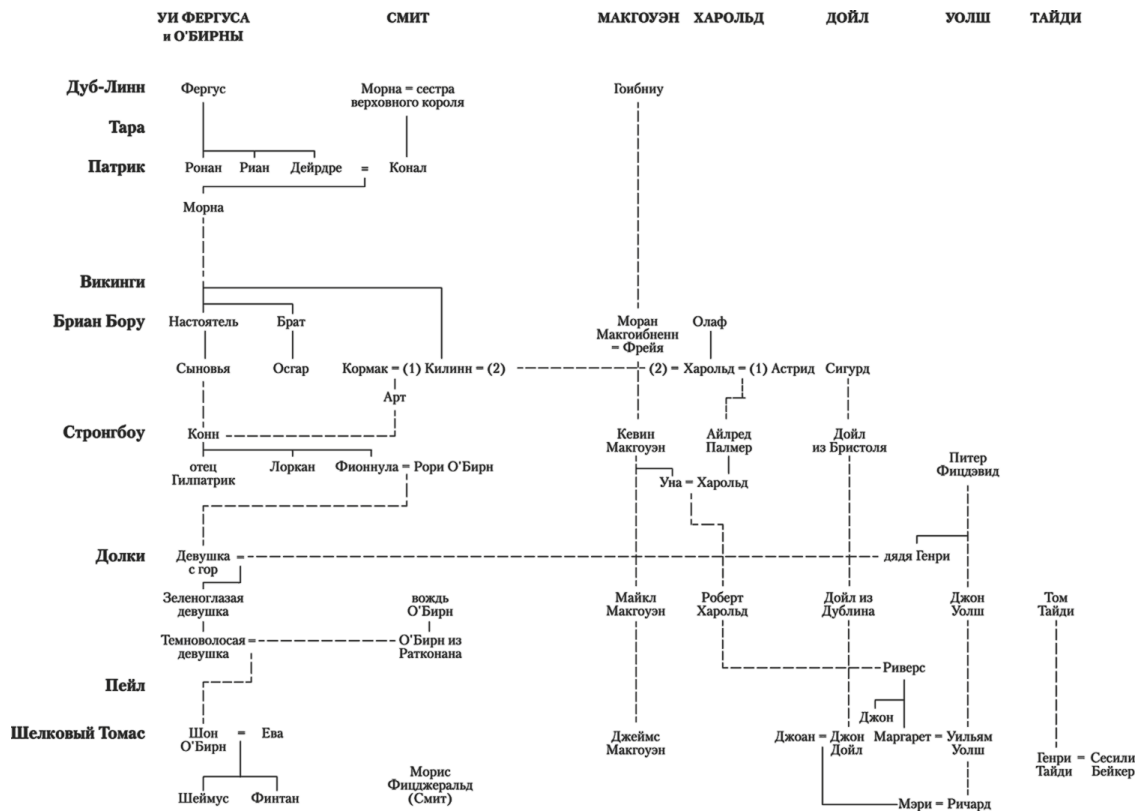 УИ ФЕРГУСА СМИТ МАКГОУЭН ХАРОЛЬД ДОЙЛ УОЛШ ТАЙДИ
и О'БИРНЫ
Дуб-Линн Фергус Морна = сестра Гоибниу
верховного короля
Тара
Патрик Ронан Риан Дейрдре = Конал
Морна
Викинги
Бриан Бору Настоятель Брат Моран Олаф
Макгоибненн
= Фрейя
Сыновья Осгар Кормак = (1) Килинн = (2) (2) = Харольд = (1) Астрид Сигурд
Арт
Стронгбоу Конн Кевин Айлред Дойл
Макгоуэн Палмер из Бристоля
Питер
Фицдэвид
отец Лоркан Фионнула = Рори О'Бирн
Гилпатрик
Уна = Харольд
Долки Девушка = дядя Генри
с гор
Зеленоглазая вождь Майкл Роберт Дойл из Джон Том
девушка О'Бирн Макгоуэн Харольд Дублина Уолш Тайди
Темноволосая = О'Бирн из
девушка Ратконана
Риверс
Пейл
Джон
Шелковый Томас Шон = Ева Джеймс Джоан = Джон Маргарет = Уильям
О'Бирн Макгоуэн Дойл Уолш
Генри = Сесили
Тайди Бейкер
Морис
Фицджеральд
(Смит)
Шеймус Финтан
Мэри = Ричард